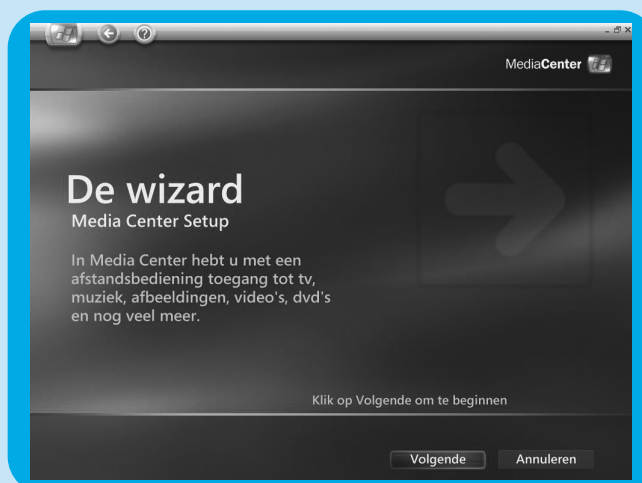 MediaCenter
De wizard
Media Center Setup
In Media Center hebt u met een
afstandsbediening toegang tot tv,
muziek, afbeeldingen, video's, dvd's
en nog veel meer.
Klik op Volgende om te beginnen
Volgende
Annuleren